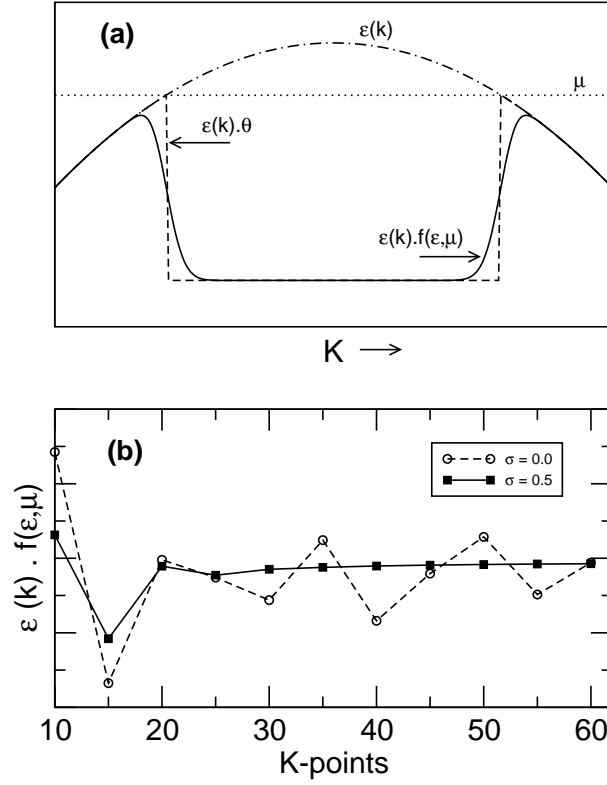 (a)
ε(k)
μ
ε(k).θ
ε(k).f(ε,μ)
K
(b)
σ = 0.0
σ = 0.5
ε (k) . f(ε,μ)
10 20 30 40 50 60
K-points